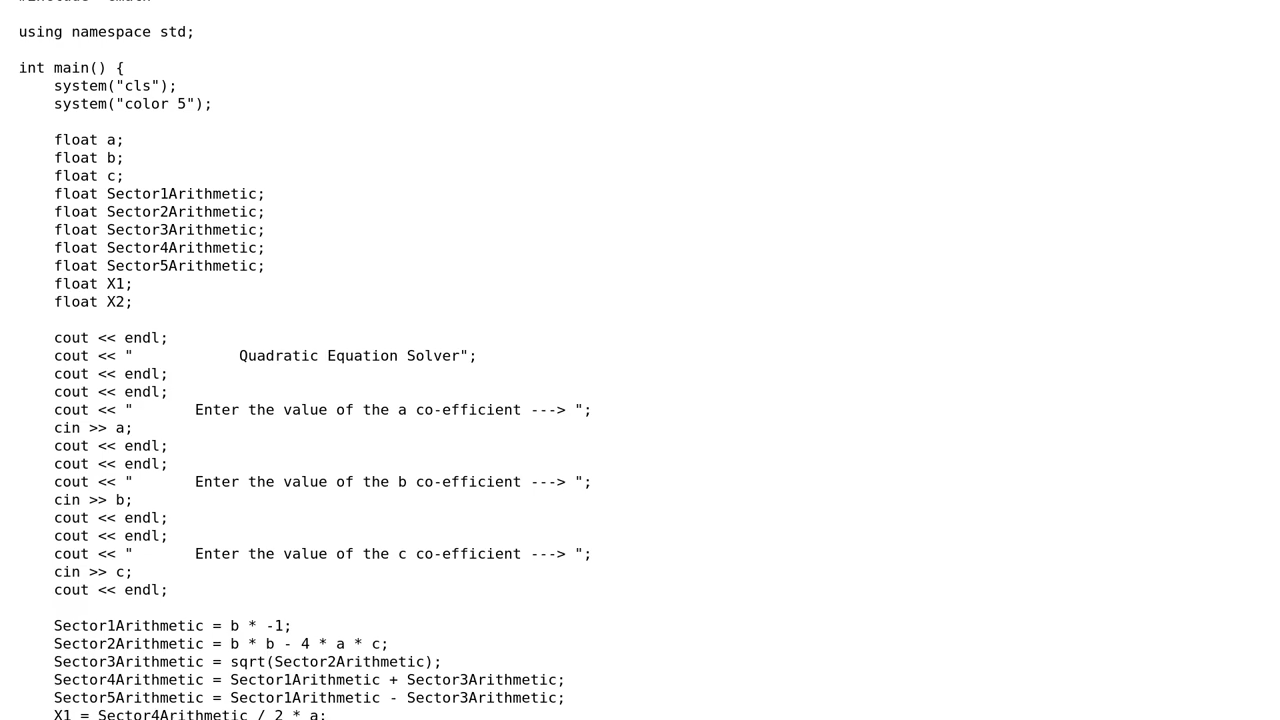 using namespace std;
int main() {
    system("cls");
    system("color 5");
    float a;
    float b;
    float c;
    float Sector1Arithmetic;
    float Sector2Arithmetic;
    float Sector3Arithmetic;
    float Sector4Arithmetic;
    float Sector5Arithmetic;
    float X1;
    float X2;
    cout << endl;
    cout << "            Quadratic Equation Solver";
    cout << endl;
    cout << endl;
    cout << "       Enter the value of the a co-efficient ---> ";
    cin >> a;
    cout << endl;
    cout << endl;
    cout << "       Enter the value of the b co-efficient ---> ";
    cin >> b;
    cout << endl;
    cout << endl;
    cout << "       Enter the value of the c co-efficient ---> ";
    cin >> c;
    cout << endl;
    Sector1Arithmetic = b * -1;
    Sector2Arithmetic = b * b - 4 * a * c;
    Sector3Arithmetic = sqrt(Sector2Arithmetic);
    Sector4Arithmetic = Sector1Arithmetic + Sector3Arithmetic;
    Sector5Arithmetic = Sector1Arithmetic - Sector3Arithmetic;
    X1 = Sector4Arithmetic / 2 * a;